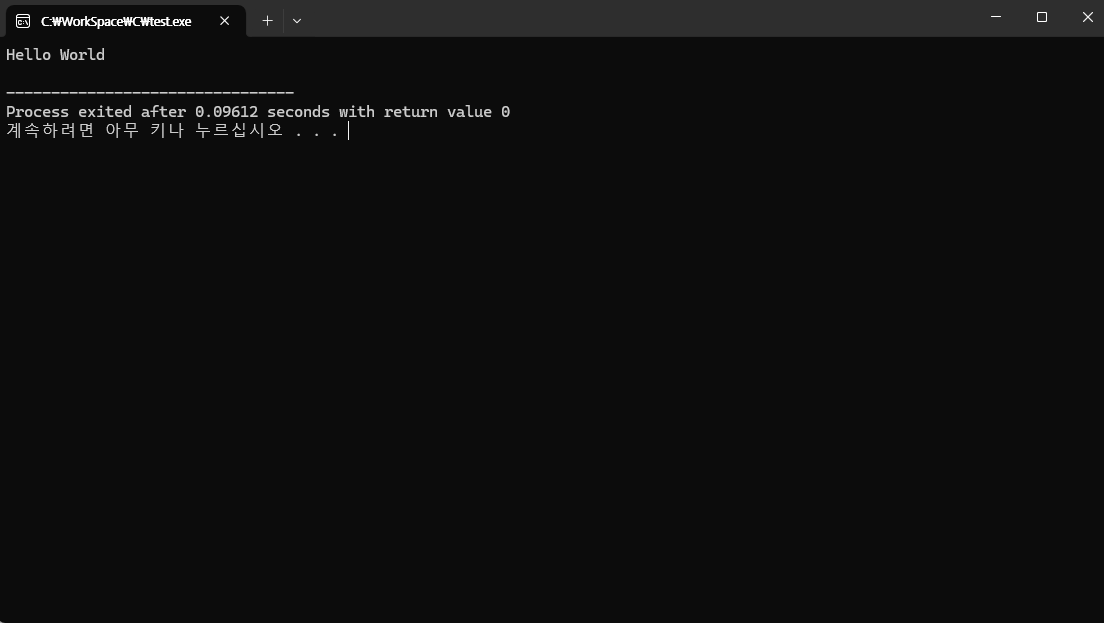 C:₩WorkSpace₩C₩test.exe
Hello World
--------------------------------
Process exited after 0.09612 seconds with return value 0
계속하려면 아무 키나 누르십시오 . . .